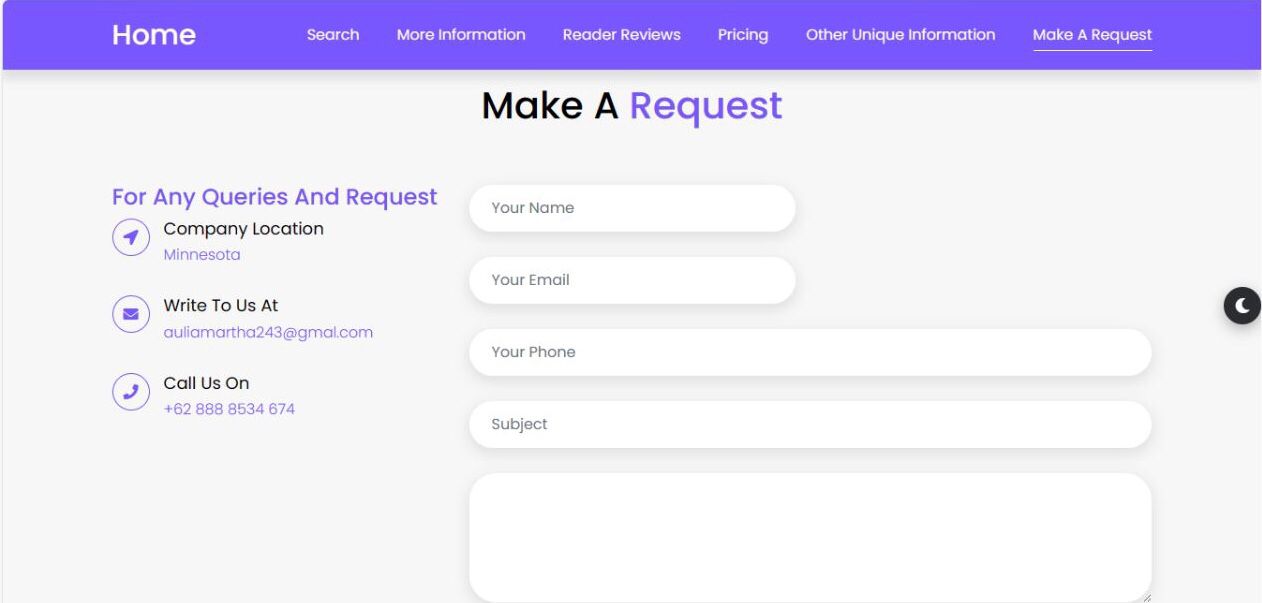 Home Search More Information Reader Reviews Pricing Other Unique Information Make A Request
Make A Request
For Any Queries And Request
Company Location
Minnesota
Write To Us At
auliamartha243@gmal.com
Call Us On
+62 888 8534 674
Your Name
Your Email
Your Phone
Subject